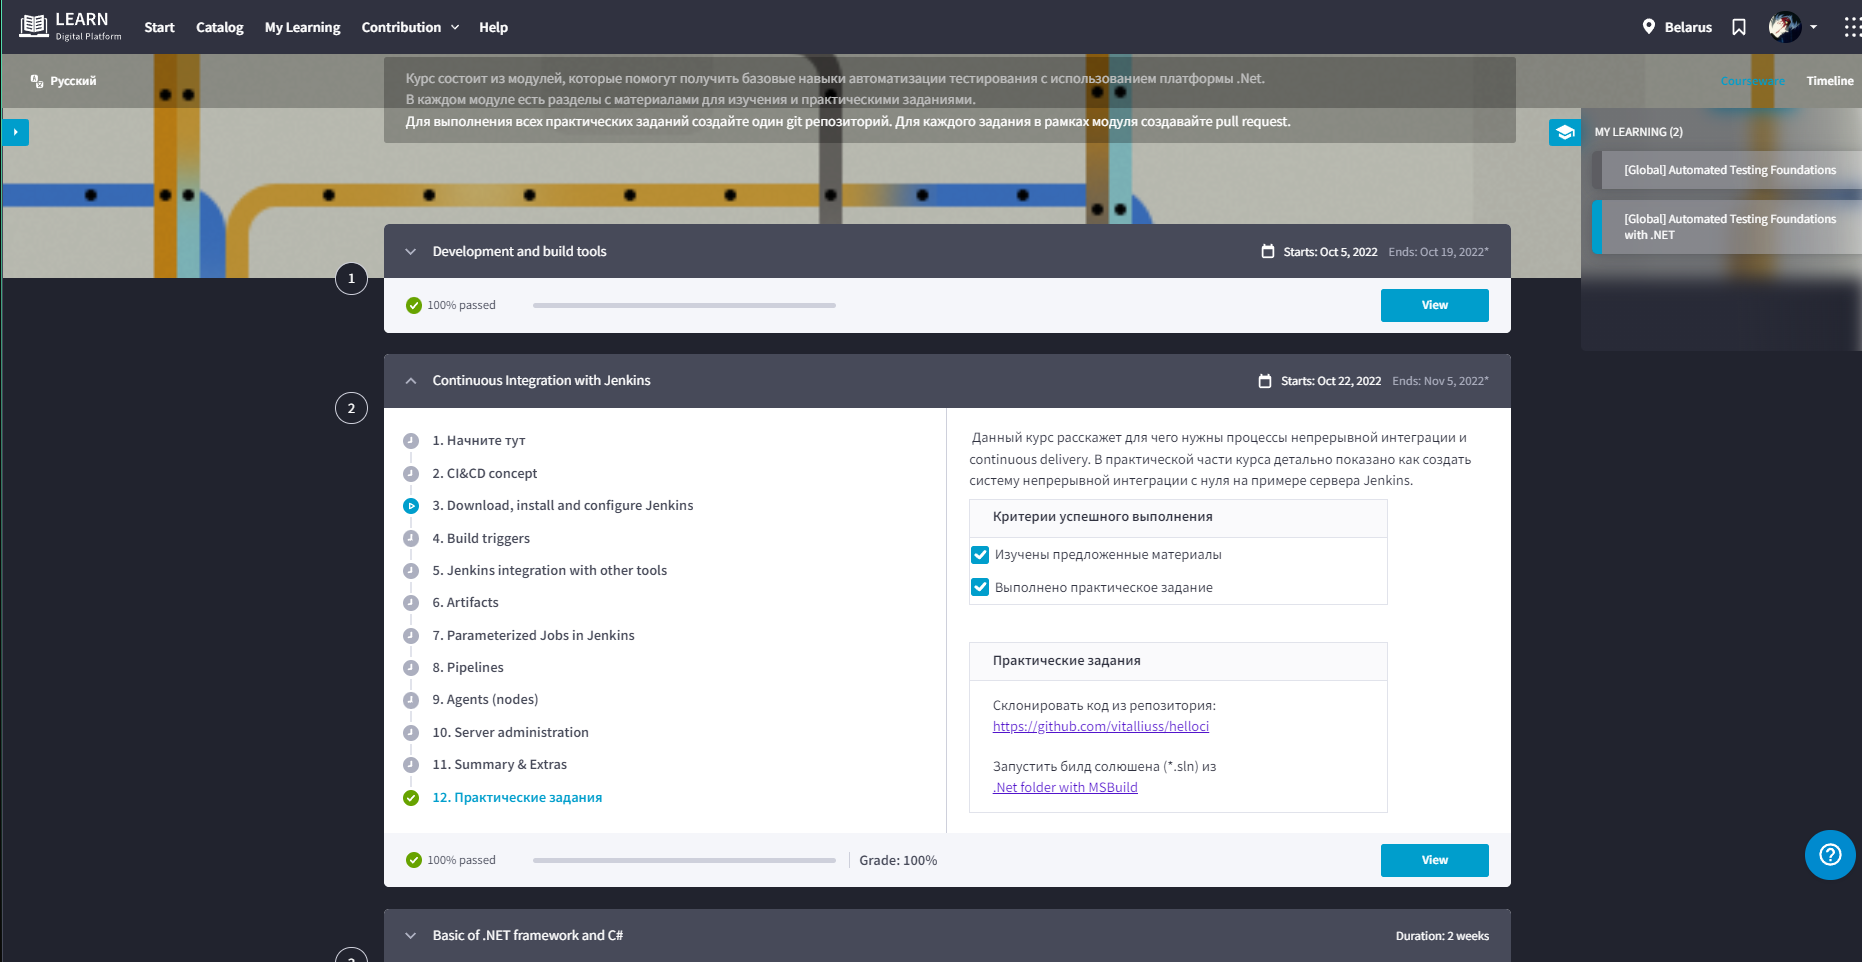 LEARN
Digital Platform
Start Catalog My Learning Contribution Help
Belarus
Русский
Courseware Timeline
Курс состоит из модулей, которые помогут получить базовые навыки автоматизации тестирования с использованием платформы .Net.
В каждом модуле есть разделы с материалами для изучения и практическими заданиями.
Для выполнения всех практических заданий создайте один git репозиторий. Для каждого задания в рамках модуля создавайте pull request.
MY LEARNING (2)
[Global] Automated Testing Foundations
[Global] Automated Testing Foundations
with .NET
1
Development and build tools
Starts: Oct 5, 2022 Ends: Oct 19, 2022*
100% passed
View
2
Continuous Integration with Jenkins
Starts: Oct 22, 2022 Ends: Nov 5, 2022*
1. Начните тут
2. CI&CD concept
3. Download, install and configure Jenkins
4. Build triggers
5. Jenkins integration with other tools
6. Artifacts
7. Parameterized Jobs in Jenkins
8. Pipelines
9. Agents (nodes)
10. Server administration
11. Summary & Extras
12. Практические задания
Данный курс расскажет для чего нужны процессы непрерывной интеграции и
continuous delivery. В практической части курса детально показано как создать
систему непрерывной интеграции с нуля на примере сервера Jenkins.
Критерии успешного выполнения
Изучены предложенные материалы
Выполнено практическое задание
Практические задания
Склонировать код из репозитория:
https://github.com/vitalliuss/helloci
Запустить билд солюшена (*.sln) из
.Net folder with MSBuild
100% passed
Grade: 100%
View
Basic of .NET framework and C#
Duration: 2 weeks